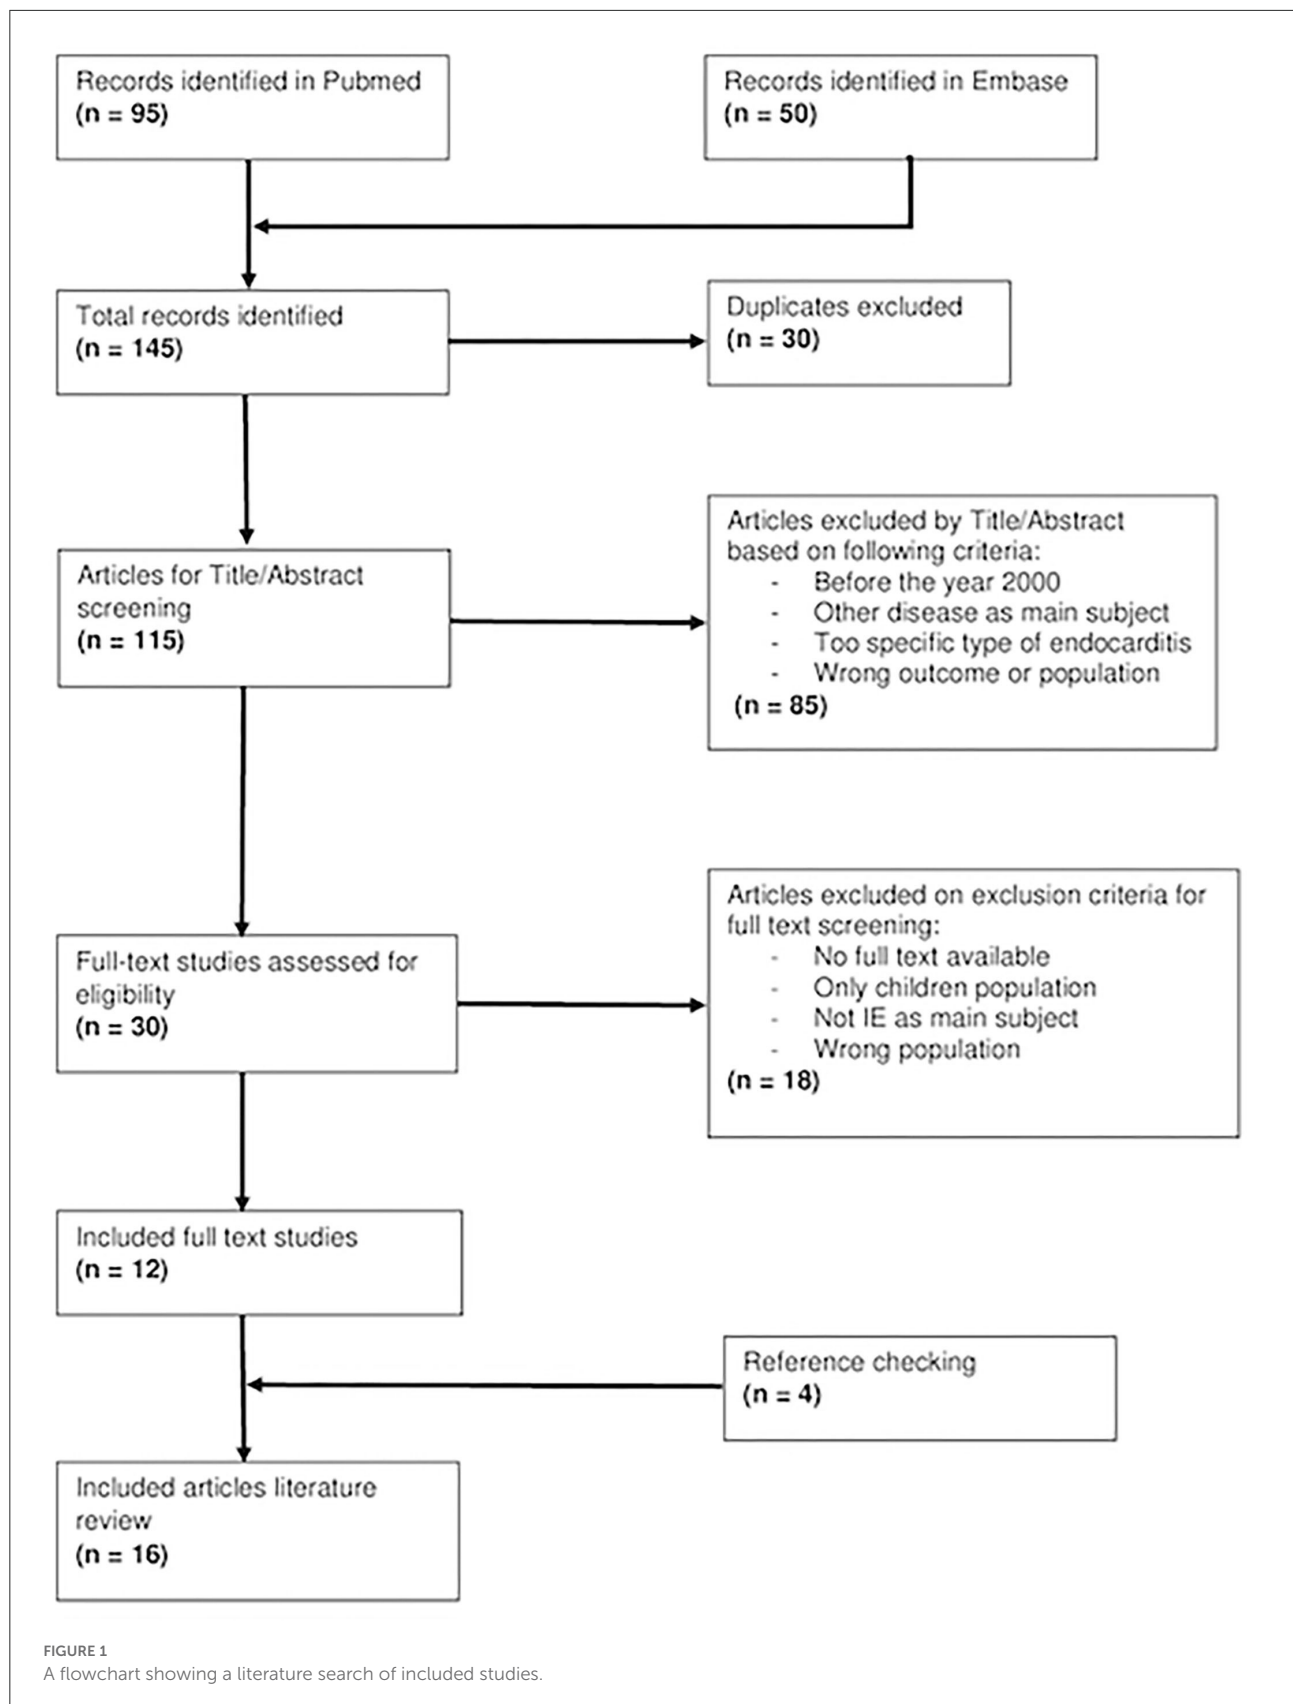 Records identified in Pubmed
(n = 95)
Records identified in Embase
(n = 50)
Total records identified
(n = 145)
Duplicates excluded
(n = 30)
Articles for Title/Abstract
screening
(n = 115)
Articles excluded by Title/Abstract
based on following criteria:
- Before the year 2000
- Other disease as main subject
- Too specific type of endocarditis
- Wrong outcome or population
(n = 85)
Full-text studies assessed for
eligibility
(n = 30)
Articles excluded on exclusion criteria for
full text screening:
- No full text available
- Only children population
- Not IE as main subject
- Wrong population
(n = 18)
Included full text studies
(n = 12)
Reference checking
(n = 4)
Included articles literature
review
(n = 16)
FIGURE 1
A flowchart showing a literature search of included studies.